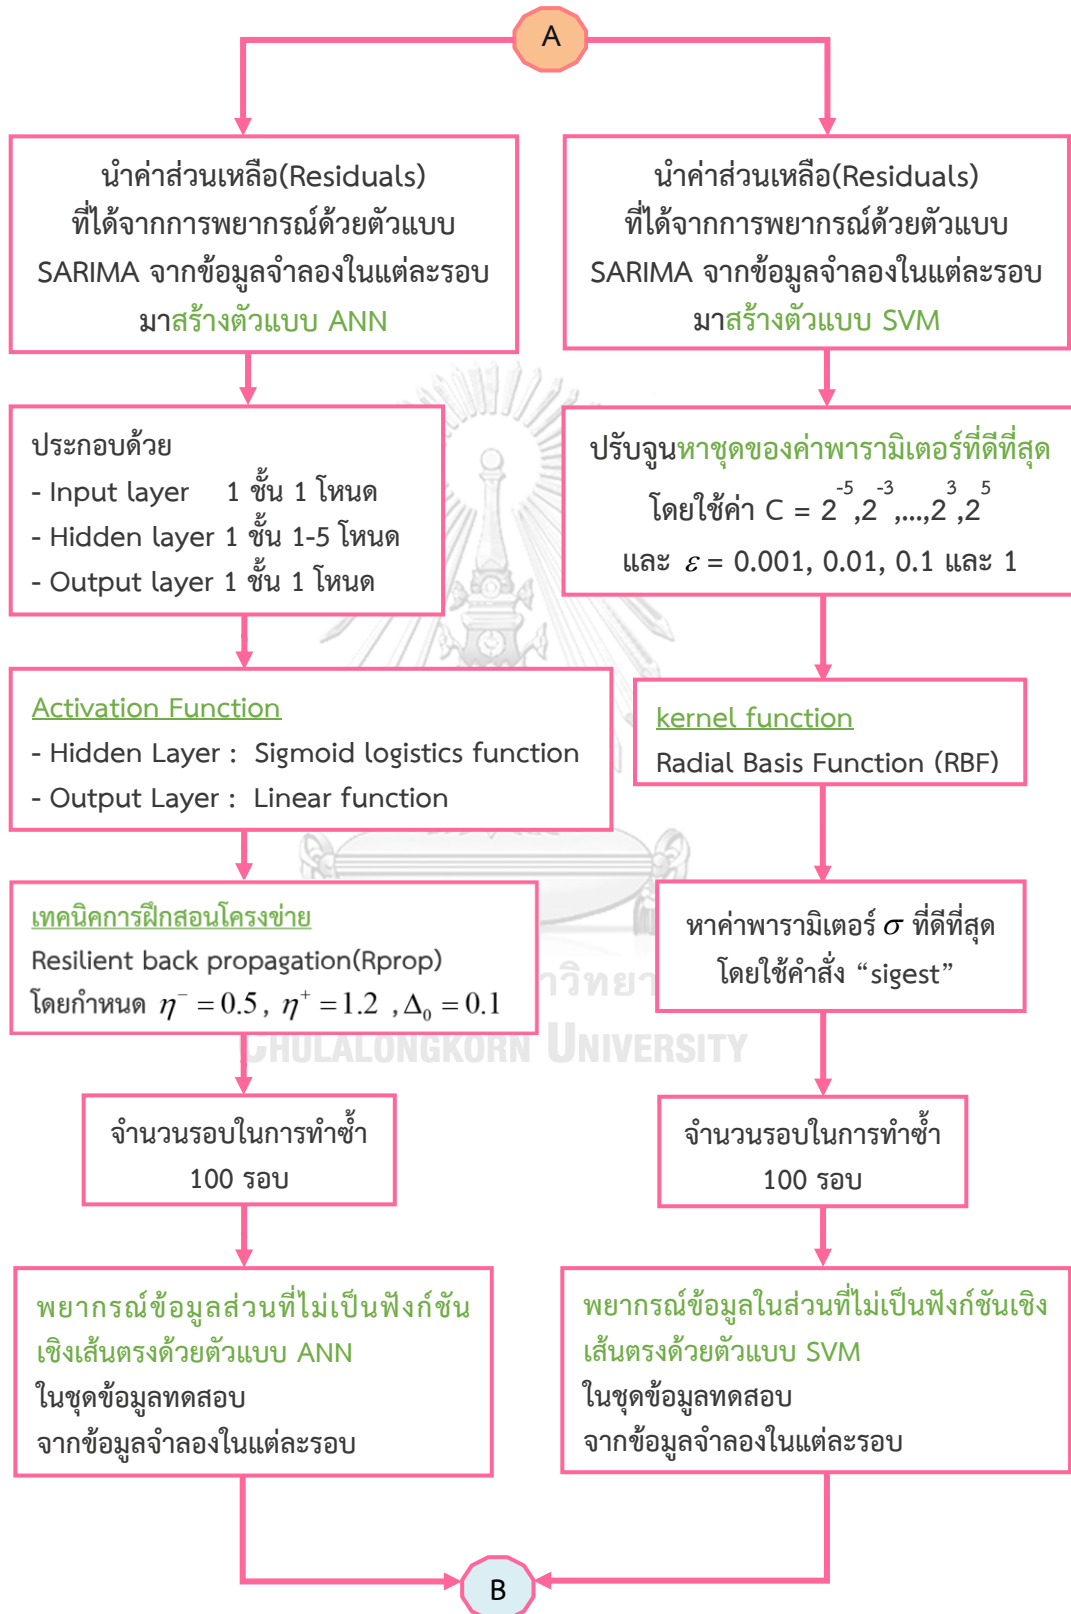 A
นำค่าส่วนเหลือ(Residuals)
ที่ได้จากการพยากรณ์ด้วยตัวแบบ
SARIMA จากข้อมูลจำลองในแต่ละรอบ
มาสร้างตัวแบบ ANN
ประกอบด้วย
- Input layer 1 ชั้น 1 โหนด
- Hidden layer 1 ชั้น 1-5 โหนด
- Output layer 1 ชั้น 1 โหนด
Activation Function
- Hidden Layer : Sigmoid logistics function
- Output Layer : Linear function
เทคนิคการฝึกสอนโครงข่าย
Resilient back propagation(Rprop)
โดยกำหนด η⁻ = 0.5 , η⁺ = 1.2 , Δ₀ = 0.1
จำนวนรอบในการทำซ้ำ
100 รอบ
พยากรณ์ข้อมูลส่วนที่ไม่เป็นฟังก์ชัน
เชิงเส้นตรงด้วยตัวแบบ ANN
ในชุดข้อมูลทดสอบ
จากข้อมูลจำลองในแต่ละรอบ
นำค่าส่วนเหลือ(Residuals)
ที่ได้จากการพยากรณ์ด้วยตัวแบบ
SARIMA จากข้อมูลจำลองในแต่ละรอบ
มาสร้างตัวแบบ SVM
ปรับจูนหาชุดของค่าพารามิเตอร์ที่ดีที่สุด
โดยใช้ค่า C = 2⁻⁵,2⁻³,...,2³,2⁵
และ ε = 0.001, 0.01, 0.1 และ 1
kernel function
Radial Basis Function (RBF)
หาค่าพารามิเตอร์ σ ที่ดีที่สุด
โดยใช้คำสั่ง “sigest”
จำนวนรอบในการทำซ้ำ
100 รอบ
พยากรณ์ข้อมูลในส่วนที่ไม่เป็นฟังก์ชันเชิง
เส้นตรงด้วยตัวแบบ SVM
ในชุดข้อมูลทดสอบ
จากข้อมูลจำลองในแต่ละรอบ
B
CHULALONGKORN UNIVERSITY